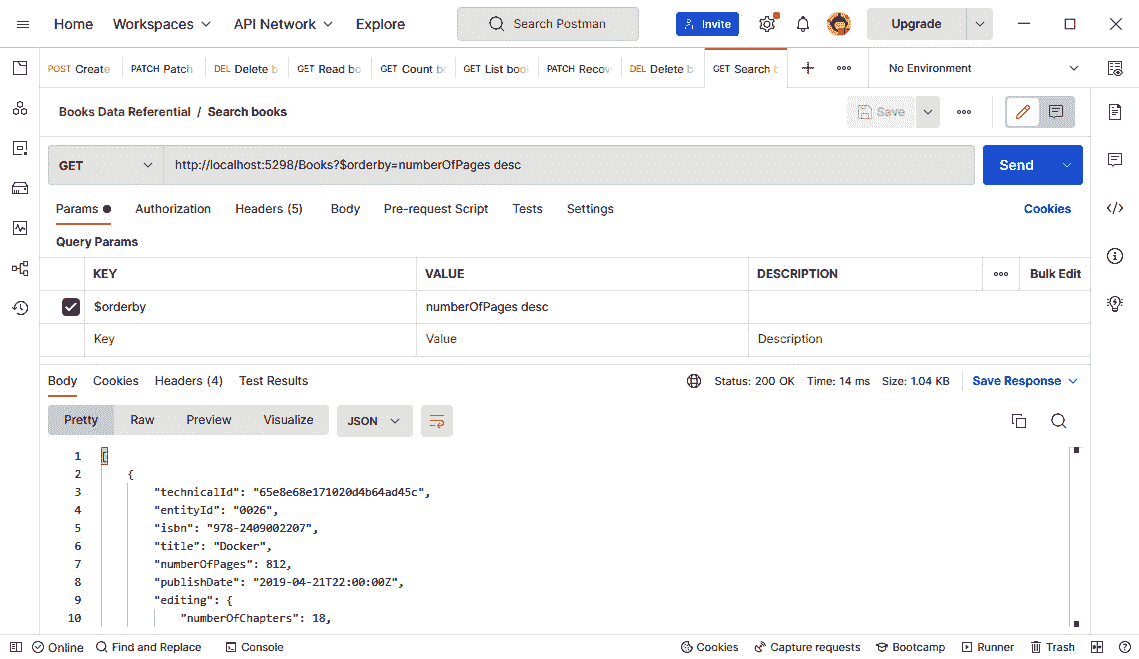 Home Workspaces API Network Explore Search Postman Invite Upgrade
POST Create PATCH Patch DEL Delete b GET Read bo GET Count b GET List boo PATCH Recov DEL Delete b GET Search b No Environment
Books Data Referential / Search books Save
GET http://localhost:5298/Books?$orderby=numberOfPages desc Send
Params Authorization Headers (5) Body Pre-request Script Tests Settings Cookies
Query Params
KEY VALUE DESCRIPTION Bulk Edit
$orderby numberOfPages desc
Key Value Description
Body Cookies Headers (4) Test Results Status: 200 OK Time: 14 ms Size: 1.04 KB Save Response
Pretty Raw Preview Visualize JSON
1 [
2 {
3 "technicalId": "65e8e68e171020d4b64ad45c",
4 "entityId": "0026",
5 "isbn": "978-2409002207",
6 "title": "Docker",
7 "numberOfPages": 812,
8 "publishDate": "2019-04-21T22:00:00Z",
9 "editing": {
10 "numberOfChapters": 18,
Online Find and Replace Console Cookies Capture requests Bootcamp Runner Trash